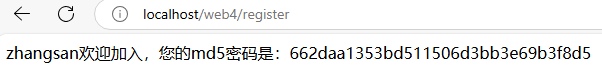 localhost/web4/register
zhangsan欢迎加入，您的md5密码是：662daa1353bd511506d3bb3e69b3f8d5